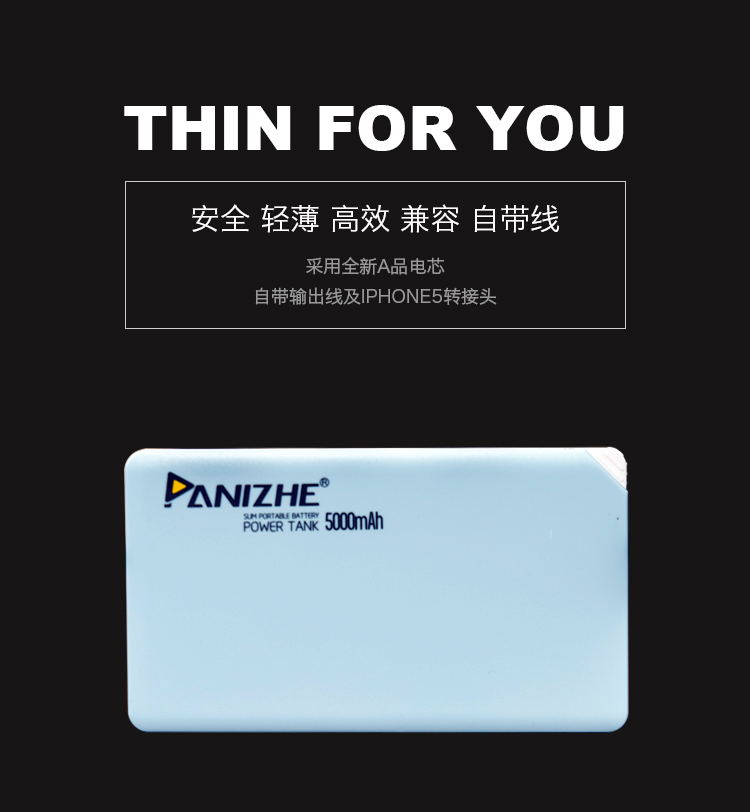 THIN FOR YOU
安全 轻薄 高效 兼容 自带线
采用全新A品电芯
自带输出线及IPHONE5转接头
PANIZHE®
SLIM PORTABLE BATTERY
POWER TANK 5000mAh